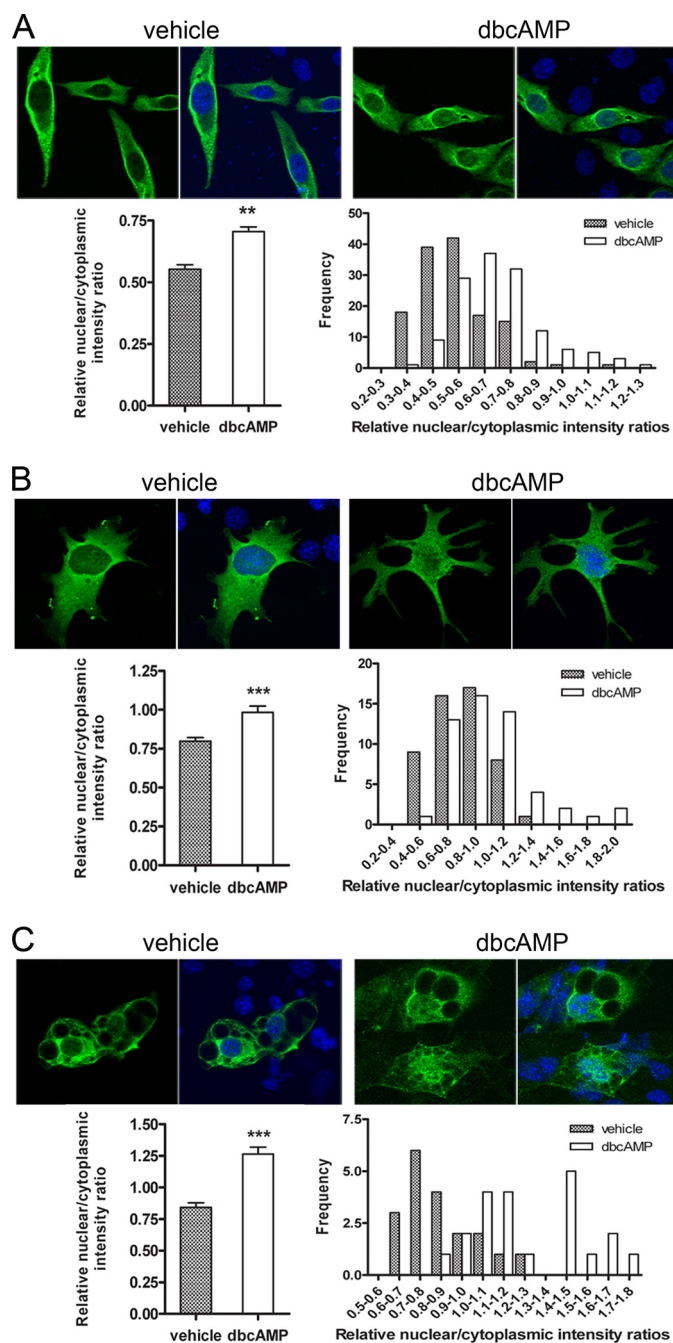 A
vehicle
dbcAMP
Relative nuclear/cytoplasmic
intensity ratio
0.75
0.50
0.25
0.00
**
vehicle
dbcAMP
Frequency
50
40
30
20
10
0
vehicle
dbcAMP
0.2-0.3
0.3-0.4
0.4-0.5
0.5-0.6
0.6-0.7
0.7-0.8
0.8-0.9
0.9-1.0
1.0-1.1
1.1-1.2
1.2-1.3
Relative nuclear/cytoplasmic intensity ratios
B
vehicle
dbcAMP
Relative nuclear/cytoplasmic
intensity ratio
1.25
1.00
0.75
0.50
0.25
0.00
***
vehicle
dbcAMP
Frequency
20
15
10
5
0
vehicle
dbcAMP
0.2-0.4
0.4-0.6
0.6-0.8
0.8-1.0
1.0-1.2
1.2-1.4
1.4-1.6
1.6-1.8
1.8-2.0
Relative nuclear/cytoplasmic intensity ratios
C
vehicle
dbcAMP
Relative nuclear/cytoplasmic
intensity ratio
1.50
1.25
1.00
0.75
0.50
0.25
0.00
***
vehicle
dbcAMP
Frequency
7.5
5.0
2.5
0.0
vehicle
dbcAMP
0.5-0.6
0.6-0.7
0.7-0.8
0.8-0.9
0.9-1.0
1.0-1.1
1.1-1.2
1.2-1.3
1.3-1.4
1.4-1.5
1.5-1.6
1.6-1.7
1.7-1.8
Relative nuclear/cytoplasmic intensity ratios